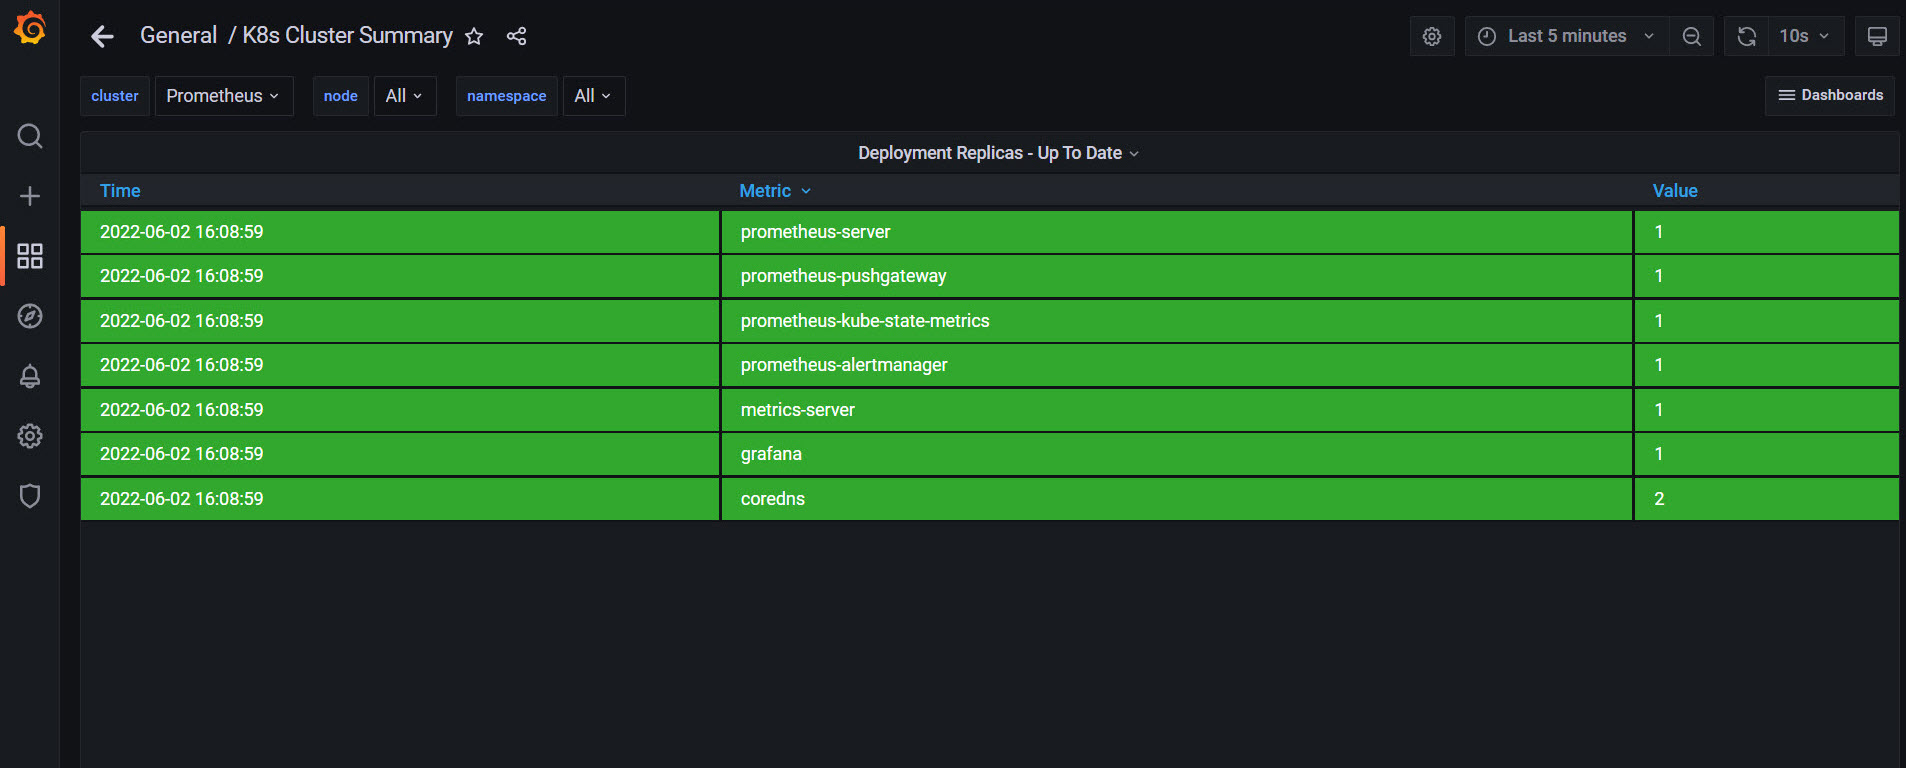 General / K8s Cluster Summary
Last 5 minutes
10s
cluster Prometheus node All namespace All
Dashboards
Deployment Replicas - Up To Date
Time Metric Value
2022-06-02 16:08:59 prometheus-server 1
2022-06-02 16:08:59 prometheus-pushgateway 1
2022-06-02 16:08:59 prometheus-kube-state-metrics 1
2022-06-02 16:08:59 prometheus-alertmanager 1
2022-06-02 16:08:59 metrics-server 1
2022-06-02 16:08:59 grafana 1
2022-06-02 16:08:59 coredns 2